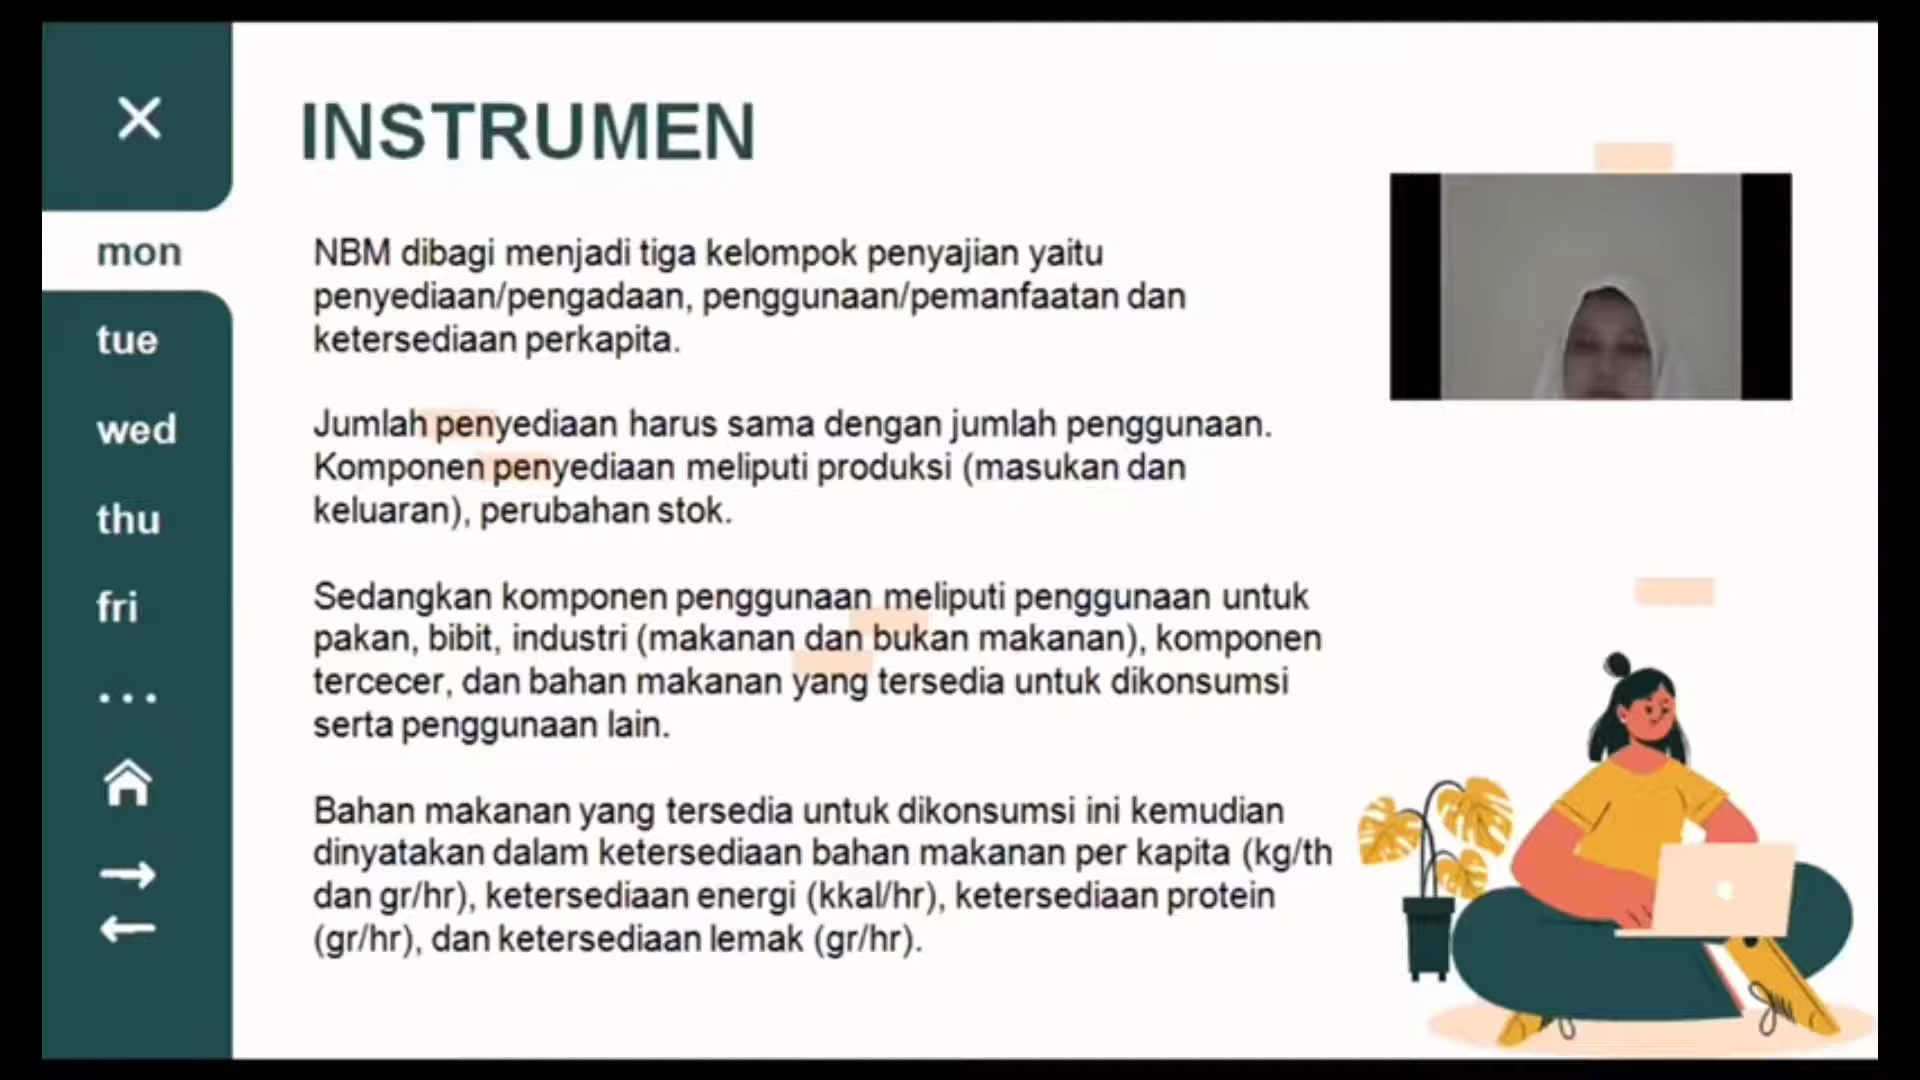 INSTRUMEN
mon
tue
wed
thu
fri
...
NBM dibagi menjadi tiga kelompok penyajian yaitu
penyediaan/pengadaan, penggunaan/pemanfaatan dan
ketersediaan perkapita.
Jumlah penyediaan harus sama dengan jumlah penggunaan.
Komponen penyediaan meliputi produksi (masukan dan
keluaran), perubahan stok.
Sedangkan komponen penggunaan meliputi penggunaan untuk
pakan, bibit, industri (makanan dan bukan makanan), komponen
tercecer, dan bahan makanan yang tersedia untuk dikonsumsi
serta penggunaan lain.
Bahan makanan yang tersedia untuk dikonsumsi ini kemudian
dinyatakan dalam ketersediaan bahan makanan per kapita (kg/th
dan gr/hr), ketersediaan energi (kkal/hr), ketersediaan protein
(gr/hr), dan ketersediaan lemak (gr/hr).